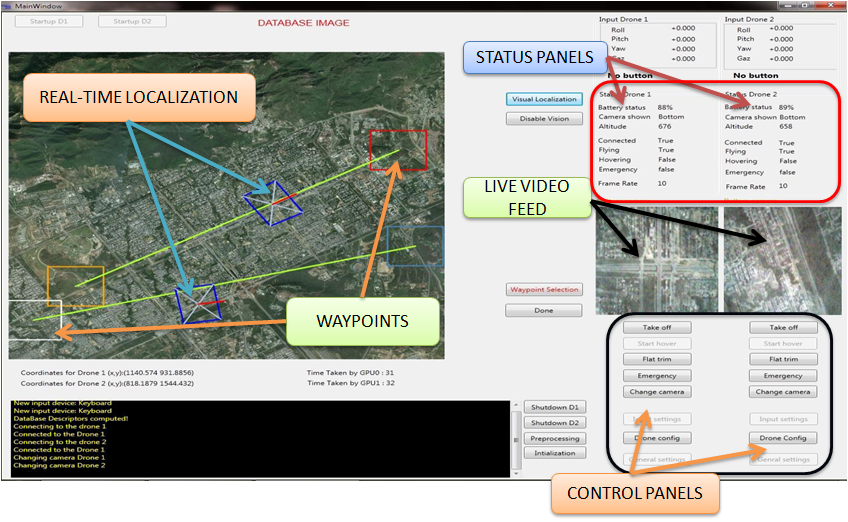 MainWindow
Startup D1
Startup D2
DATABASE IMAGE
Input Drone 1
Roll +0.000
Pitch +0.000
Yaw +0.000
Gaz +0.000
No button
Input Drone 2
Roll +0.000
Pitch +0.000
Yaw +0.000
Gaz +0.000
No button
STATUS PANELS
REAL-TIME LOCALIZATION
Visual Localization
Disable Vision
Drone 1
Battery status 88%
Camera shown Bottom
Altitude 676
Connected True
Flying True
Hovering False
Emergency false
Frame Rate 10
Status Drone 2
Battery status 89%
Camera shown Bottom
Altitude 658
Connected True
Flying True
Hovering False
Emergency false
Frame Rate 10
LIVE VIDEO
FEED
WAYPOINTS
Waypoint Selection
Done
Coordinates for Drone 1 (x,y):(1140.574 931.8856)
Time Taken by GPU0 : 31
Coordinates for Drone 2 (x,y):(818.1879 1544.432)
Time Taken by GPU1 : 32
New input device: Keyboard
New input device: Keyboard
DataBase Descriptors computed!
Connecting to the drone 1
Connected to the Drone 1
Connecting to the drone 2
Connected to the Drone 1
Changing camera Drone 1
Changing camera Drone 2
Shutdown D1
Shutdown D2
Preprocessing
Intialization
Take off
Start hover
Flat trim
Emergency
Change camera
settings
Drone config
General settings
Take off
Start hover
Flat trim
Emergency
Change camera
Input settings
Drone Config
settings
CONTROL PANELS